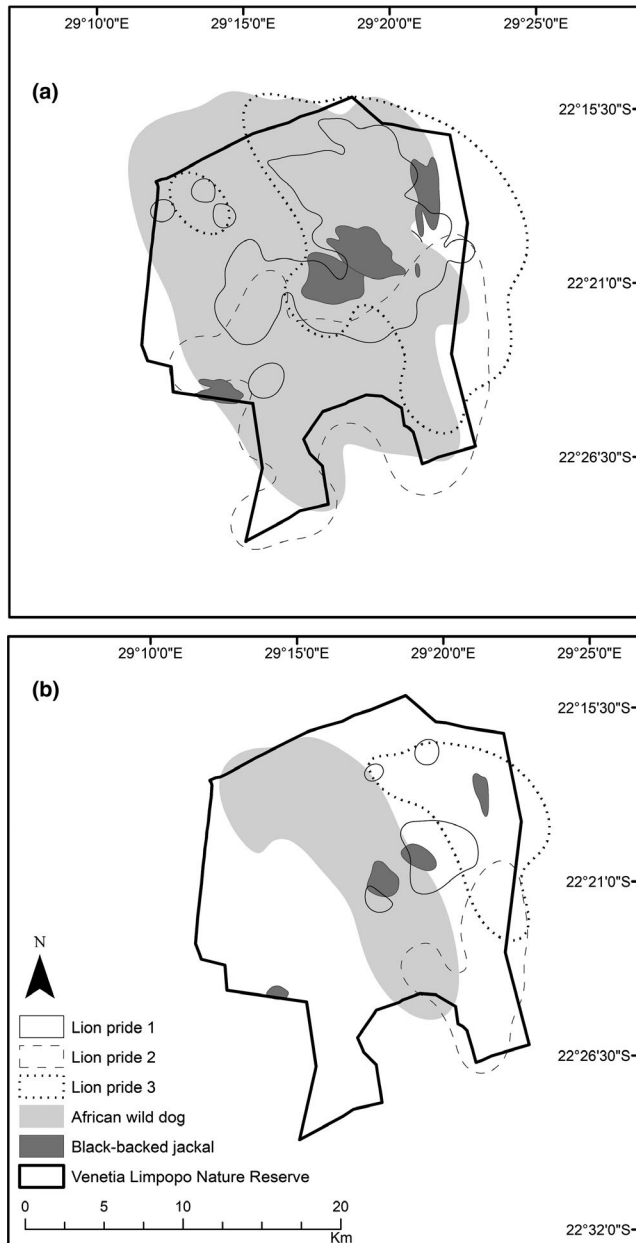 29°10'0"E 29°15'0"E 29°20'0"E 29°25'0"E
(a)
22°15'30"S
22°21'0"S
22°26'30"S
29°10'0"E 29°15'0"E 29°20'0"E 29°25'0"E
(b)
22°15'30"S
22°21'0"S
N
Lion pride 1
Lion pride 2
Lion pride 3
22°26'30"S
African wild dog
Black-backed jackal
Venetia Limpopo Nature Reserve
0 5 10 15 20
Km
22°32'0"S